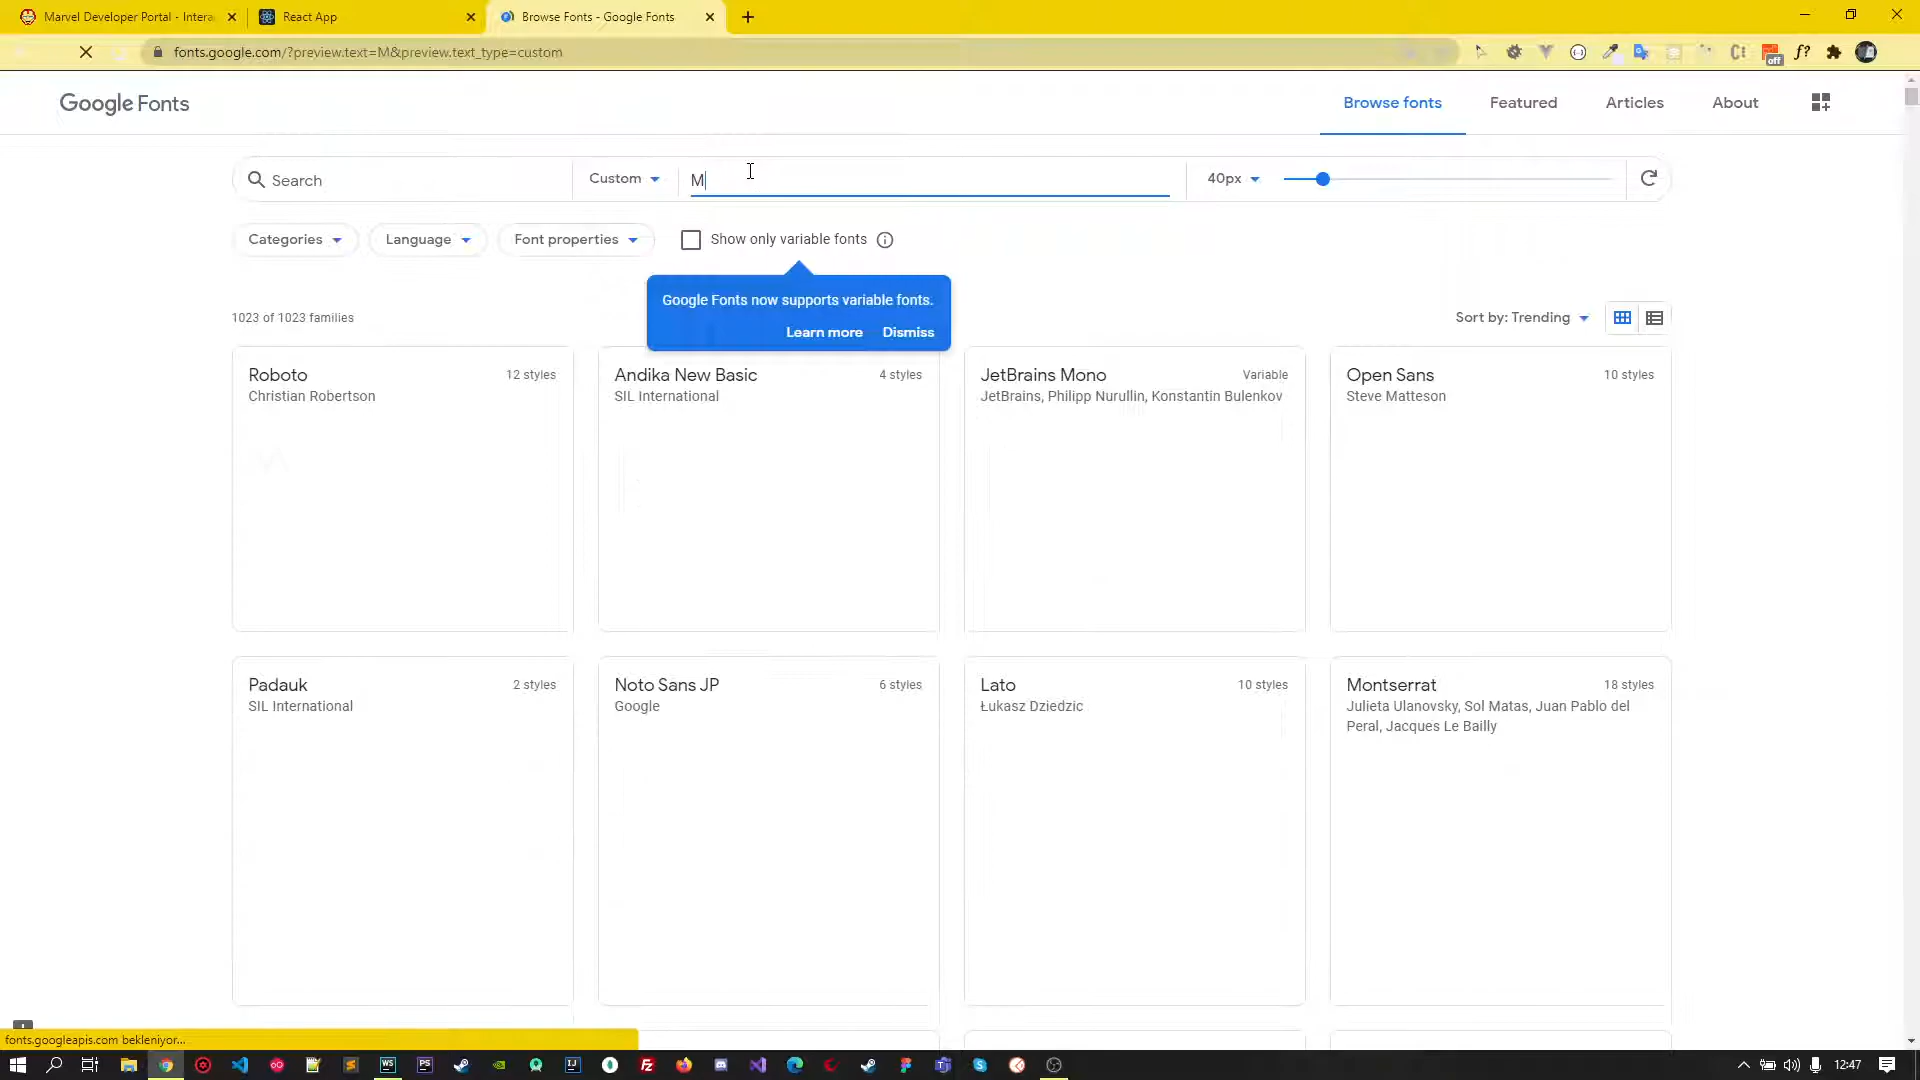 Marvel Developer Portal - Intera
React App
Browse Fonts - Google Fonts
fonts.google.com/?preview.text=M&preview.text_type=custom
off
Google Fonts
Browse fonts
Featured
Articles
About
Search
Custom
M
40px
Categories
Language
Font properties
Show only variable fonts
Google Fonts now supports variable fonts.
Learn more
Dismiss
1023 of 1023 families
Sort by: Trending
Roboto
12 styles
Christian Robertson
Andika New Basic
4 styles
SIL International
JetBrains Mono
Variable
JetBrains, Philipp Nurullin, Konstantin Bulenkov
Open Sans
10 styles
Steve Matteson
Padauk
2 styles
SIL International
Noto Sans JP
6 styles
Google
Lato
10 styles
Łukasz Dziedzic
Montserrat
18 styles
Julieta Ulanovsky, Sol Matas, Juan Pablo del
Peral, Jacques Le Bailly
fonts.googleapis.com bekleniyor...
12:47